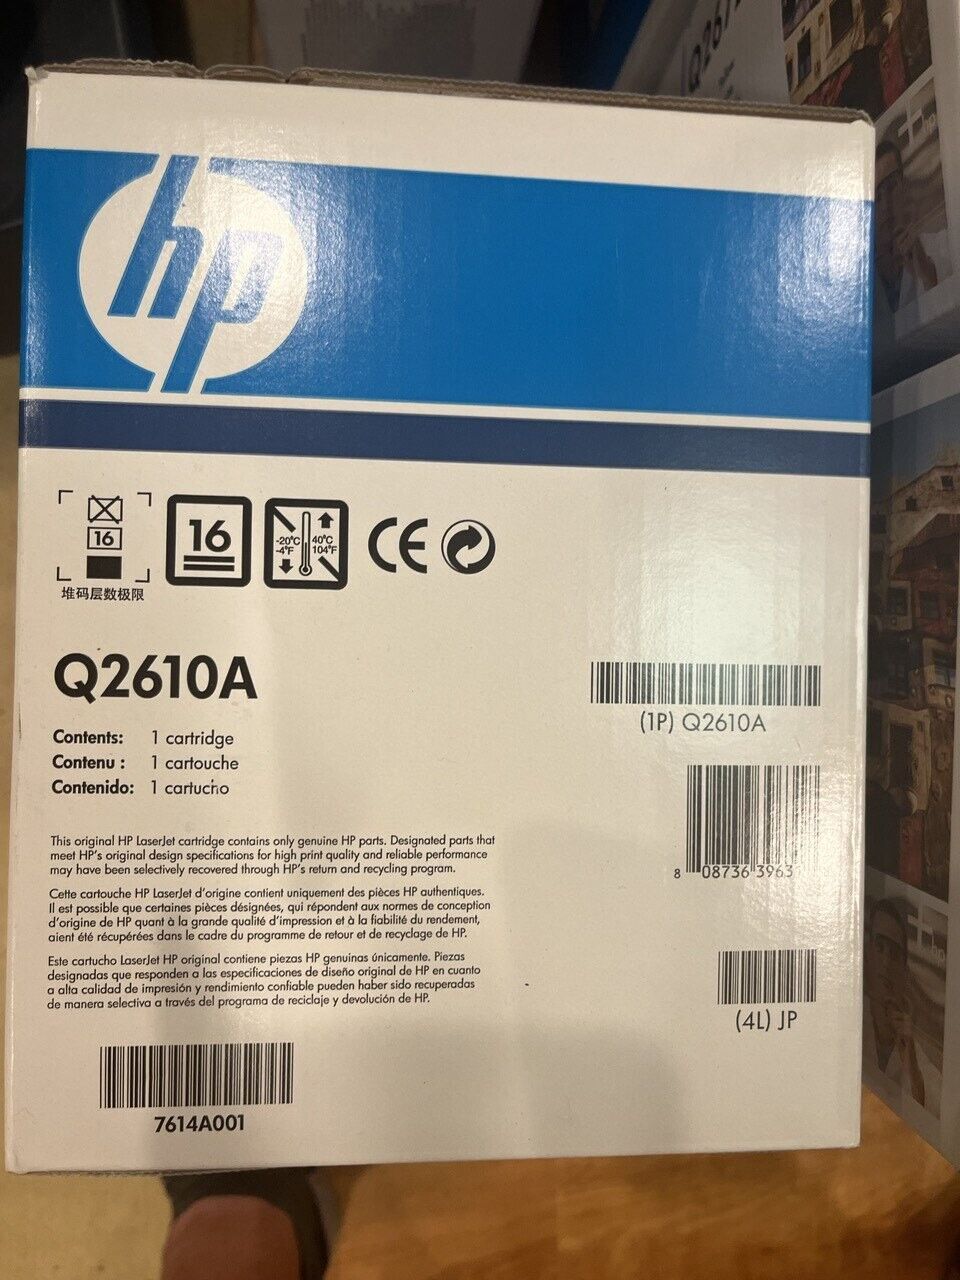 Q267
hp
16
堆码层数极限
16
-20°C
-4°F
40°C
104°F
CE
Q2610A
Contents: 1 cartridge
Contenu : 1 cartouche
Contenido: 1 cartucho
(1P) Q2610A
This original HP LaserJet cartridge contains only genuine HP parts. Designated parts that
meet HP's original design specifications for high print quality and reliable performance
may have been selectively recovered through HP's return and recycling program.
8 08736 3963
Cette cartouche HP LaserJet d'origine contient uniquement des pièces HP authentiques.
Il est possible que certaines pièces désignées, qui répondent aux normes de conception
d'origine de HP quant à la grande qualité d'impression et à la fiabilité du rendement,
aient été récupérées dans le cadre du programme de retour et de recyclage de HP.
Este cartucho LaserJet HP original contiene piezas HP genuinas únicamente. Piezas
designadas que responden a las especificaciones de diseño original de HP en cuanto
a alta calidad de impresión y rendimiento confiable pueden haber sido recuperadas
de manera selectiva a través del programa de reciclaje y devolución de HP.
(4L) JP
7614A001